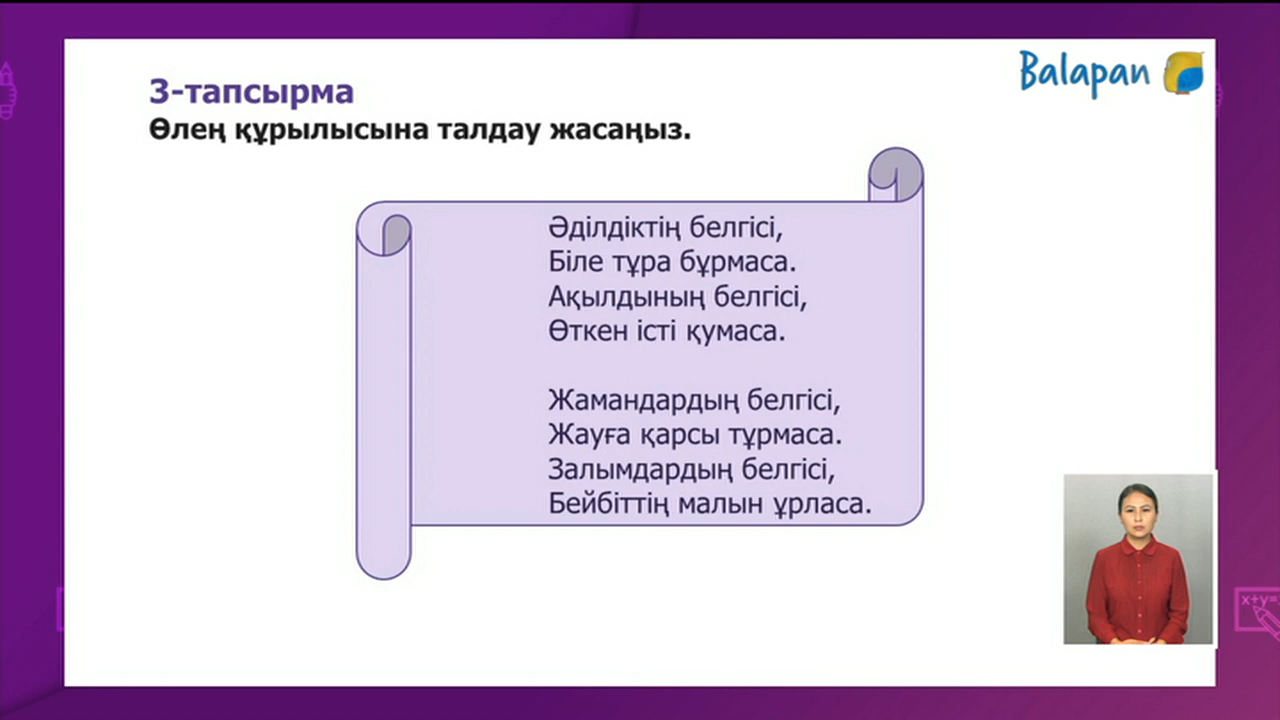 Balapan
3-тапсырма
Өлең құрылысына талдау жасаңыз.
Әділдіктің белгісі,
Біле тұра бұрмаса.
Ақылдының белгісі,
Өткен істі қумаса.
Жамандардың белгісі,
Жауға қарсы тұрмаса.
Залымдардың белгісі,
Бейбіттің малын ұрласа.
x+y=